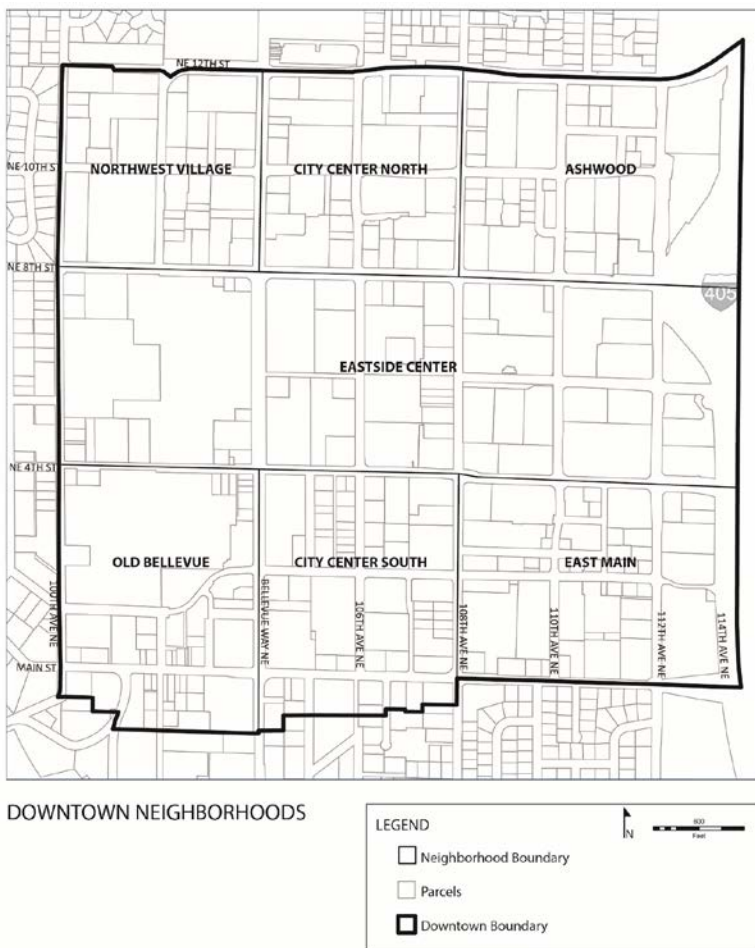 NE 12TH ST
NE 10TH ST
NORTHWEST VILLAGE
CITY CENTER NORTH
ASHWOOD
NE 8TH ST
405
EASTSIDE CENTER
NE 4TH ST
OLD BELLEVUE
CITY CENTER SOUTH
EAST MAIN
100TH AVE NE
BELLEVUE WAY NE
106TH AVE NE
108TH AVE NE
110TH AVE NE
112TH AVE NE
114TH AVE NE
MAIN ST
DOWNTOWN NEIGHBORHOODS
LEGEND
N
600
Feet
Neighborhood Boundary
Parcels
Downtown Boundary